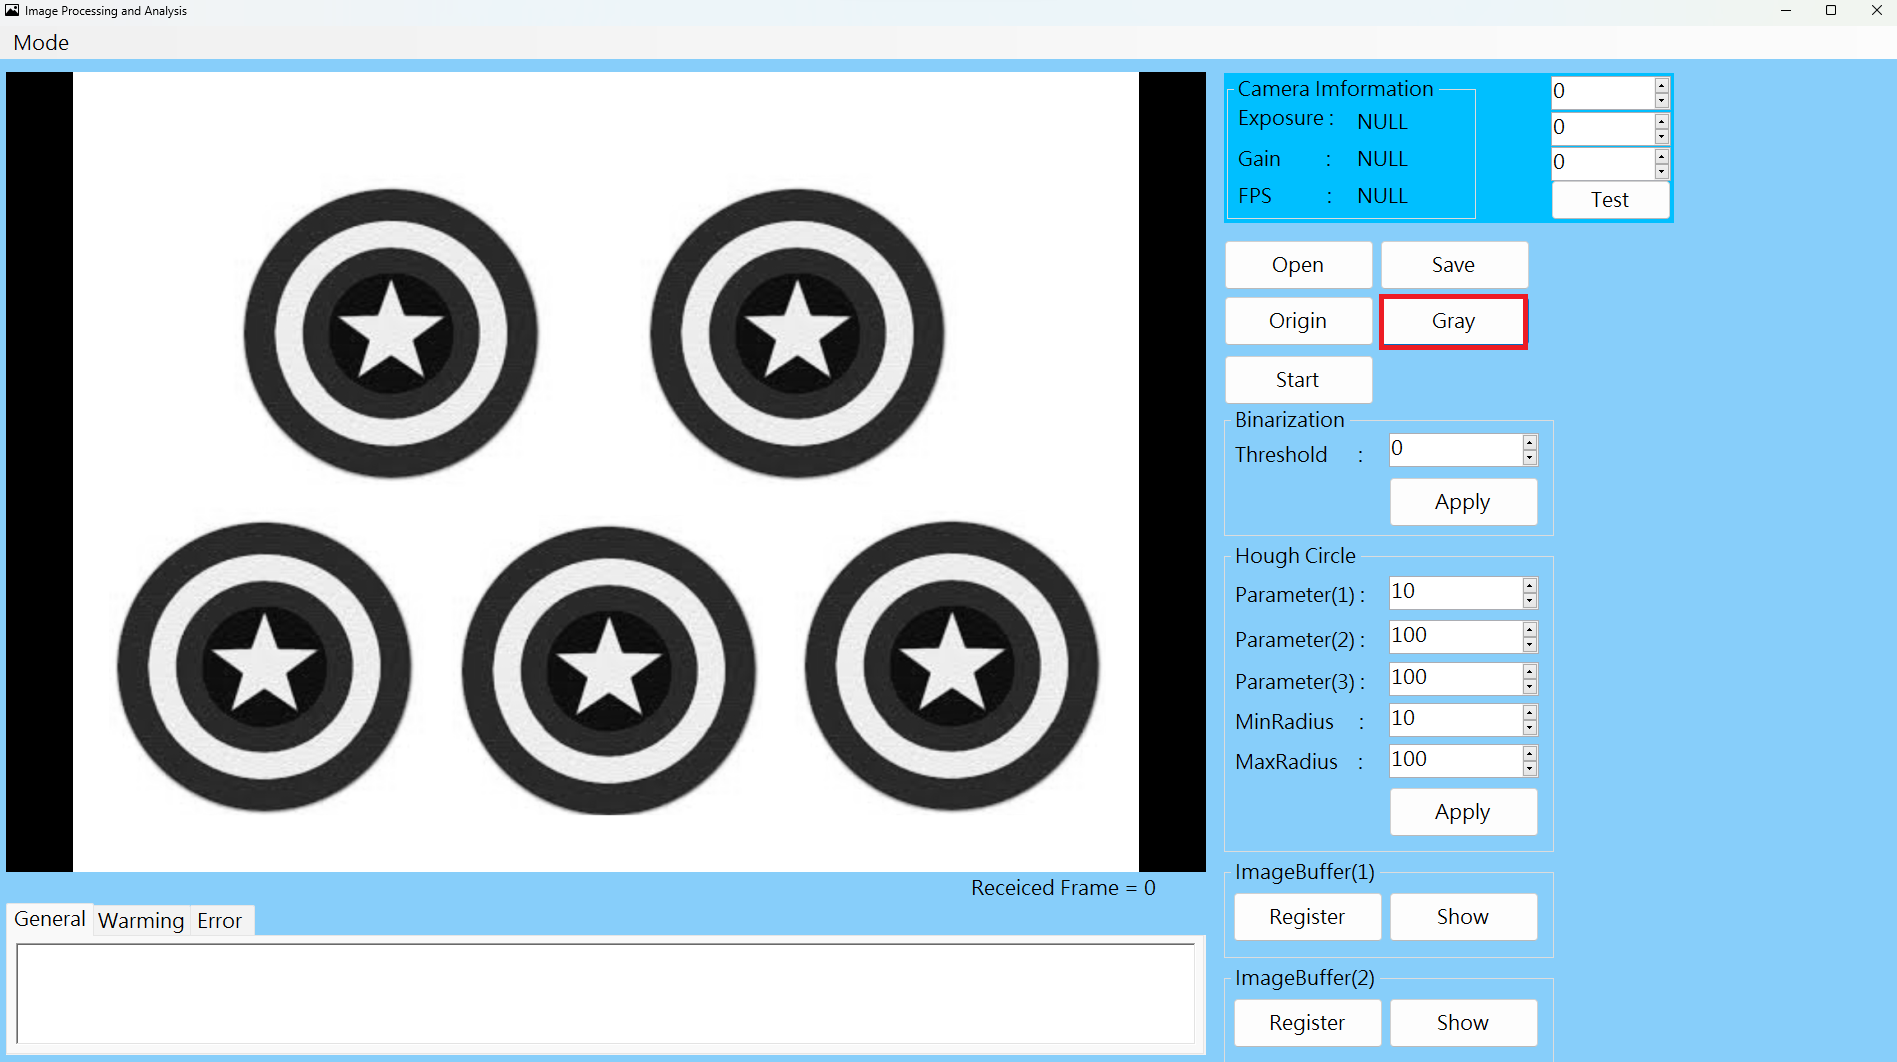 Image Processing and Analysis
Mode
Camera Imformation
Exposure : NULL
Gain : NULL
FPS : NULL
0
0
0
Test
Open Save
Origin Gray
Start
Binarization
Threshold : 0
Apply
Hough Circle
Parameter(1) : 10
Parameter(2) : 100
Parameter(3) : 100
MinRadius : 10
MaxRadius : 100
Apply
ImageBuffer(1)
Register Show
ImageBuffer(2)
Register Show
Receiced Frame = 0
General Warming Error